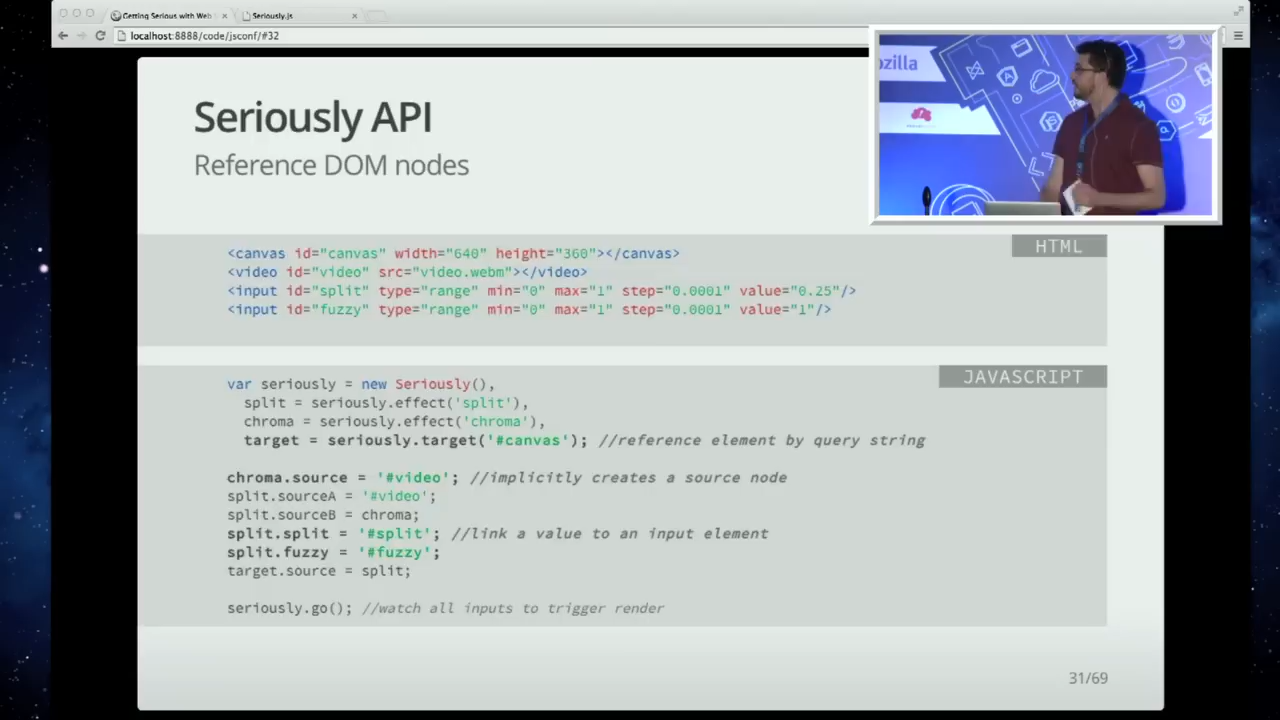 Getting Serious with Web
Seriously.js
localhost:8888/code/jsconf/#32
ozilla
Seriously API
Reference DOM nodes
HTML
<canvas id="canvas" width="640" height="360"></canvas>
<video id="video" src="video.webm"></video>
<input id="split" type="range" min="0" max="1" step="0.0001" value="0.25"/>
<input id="fuzzy" type="range" min="0" max="1" step="0.0001" value="1"/>
JAVASCRIPT
var seriously = new Seriously(),
split = seriously.effect('split'),
chroma = seriously.effect('chroma'),
target = seriously.target('#canvas'); //reference element by query string
chroma.source = '#video'; //implicitly creates a source node
split.sourceA = '#video';
split.sourceB = chroma;
split.split = '#split'; //link a value to an input element
split.fuzzy = '#fuzzy';
target.source = split;
seriously.go(); //watch all inputs to trigger render
31/69